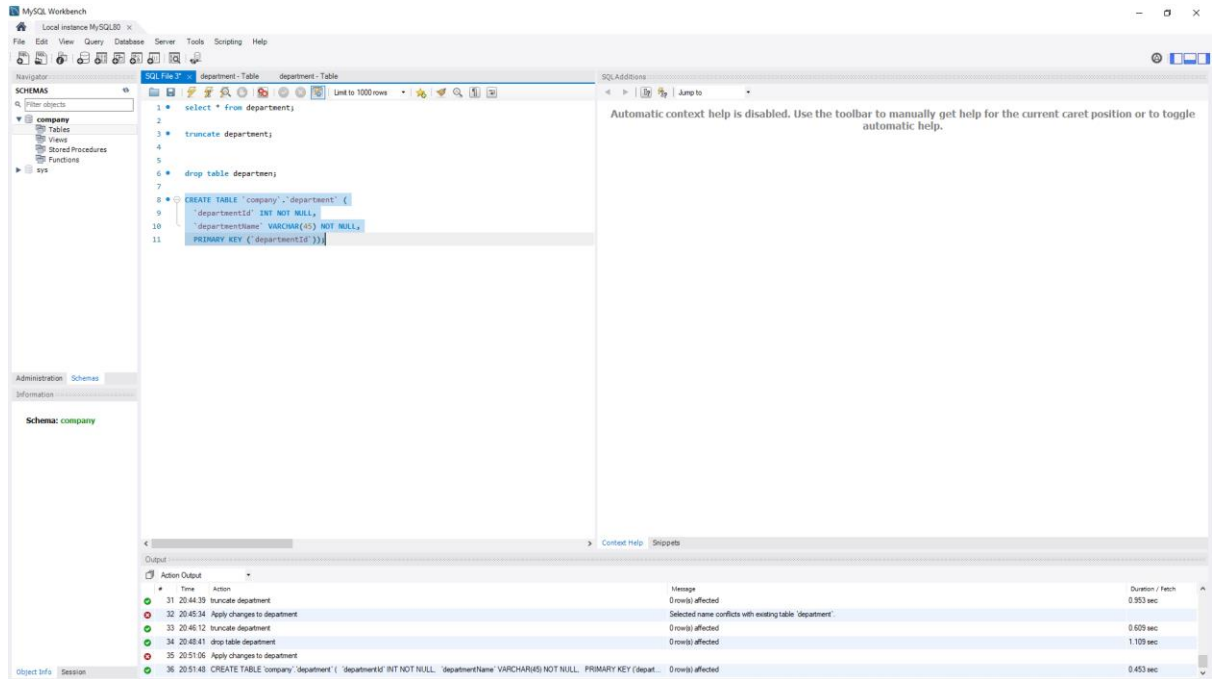 MySQL Workbench
Local instance MySQL80 ×
File Edit View Query Database Server Tools Scripting Help
Navigator
SQL File 3* × department - Table department - Table
SQLAdditions
SCHEMAS
Limit to 1000 rows
Jump to
Filter objects
company
Tables
Views
Stored Procedures
Functions
sys
1 select * from department;
2
3 truncate department;
4
5
6 drop table departmen;
7
8 CREATE TABLE `company`.`department` (
9 `departmentId` INT NOT NULL,
10 `departmentName` VARCHAR(45) NOT NULL,
11 PRIMARY KEY (`departmentId`));
Automatic context help is disabled. Use the toolbar to manually get help for the current caret position or to toggle
automatic help.
Administration Schemas
Information
Schema: company
Context Help Snippets
Output
Action Output
# Time Action Message Duration / Fetch
31 20:44:39 truncate department 0 row(s) affected 0.953 sec
32 20:45:34 Apply changes to department Selected name conflicts with existing table 'department'.
33 20:46:12 truncate department 0 row(s) affected 0.609 sec
34 20:48:41 drop table department 0 row(s) affected 1.109 sec
35 20:51:06 Apply changes to department
36 20:51:48 CREATE TABLE `company`.`department` ( `departmentId` INT NOT NULL, `departmentName` VARCHAR(45) NOT NULL, PRIMARY KEY (`depart... 0 row(s) affected 0.453 sec
Object Info Session